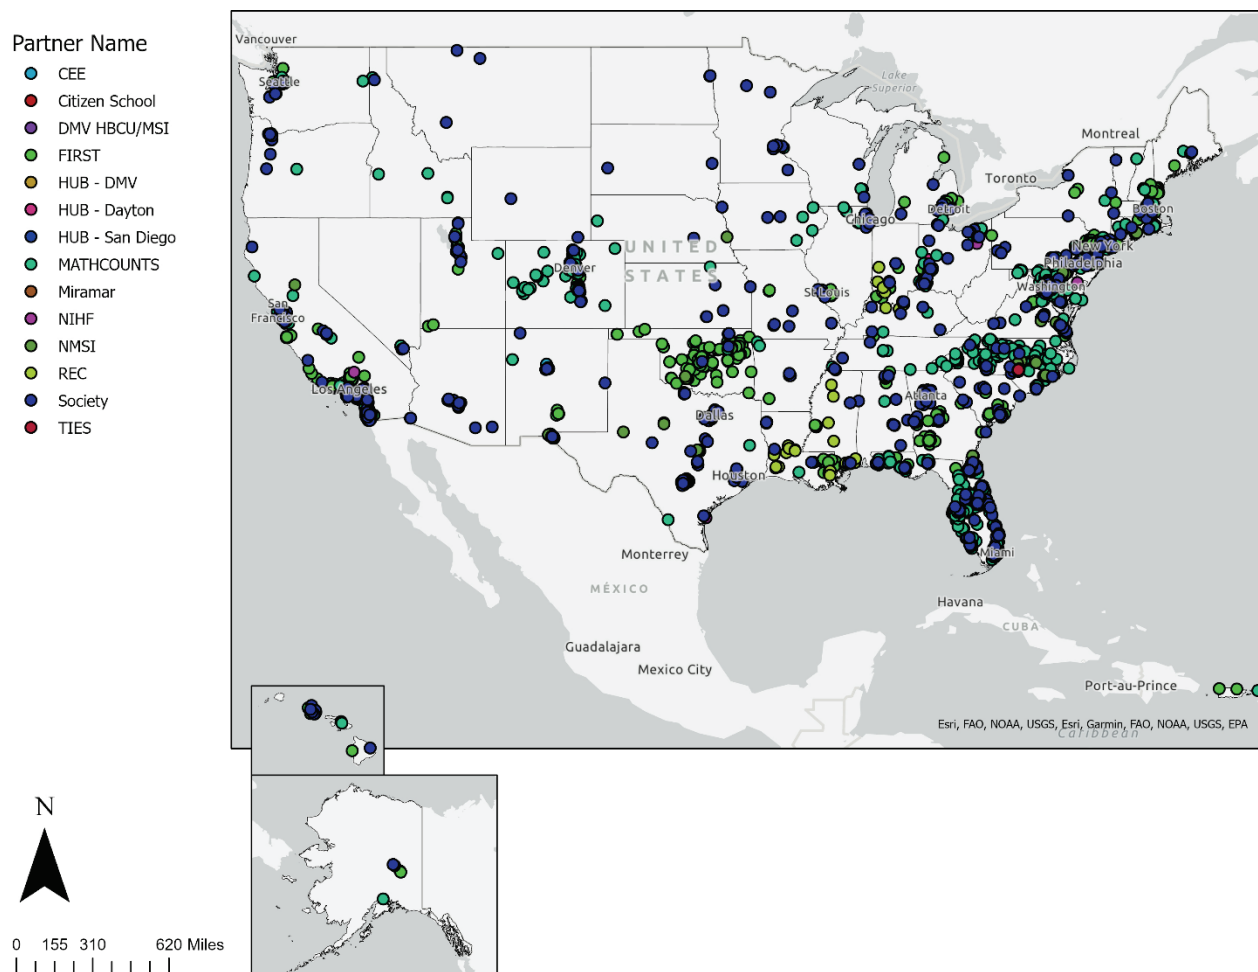 Partner Name
CEE
Citizen School
DMV HBCU/MSI
FIRST
HUB - DMV
HUB - Dayton
HUB - San Diego
MATHCOUNTS
Miramar
NIHF
NMSI
REC
Society
TIES
Vancouver
Seattle
Lake
Superior
Montreal
Toronto
Boston
Detroit
Chicago
New York
Philadelphia
UNITED
STATES
Denver
Washington
St Louis
San
Francisco
Los Angeles
Atlanta
Dallas
Houston
Miami
Monterrey
MÉXICO
Havana
CUBA
Guadalajara
Mexico City
Port-au-Prince
Esri, FAO, NOAA, USGS, Esri, Garmin, FAO, NOAA, USGS, EPA
Caribbean
N
0 155 310 620 Miles